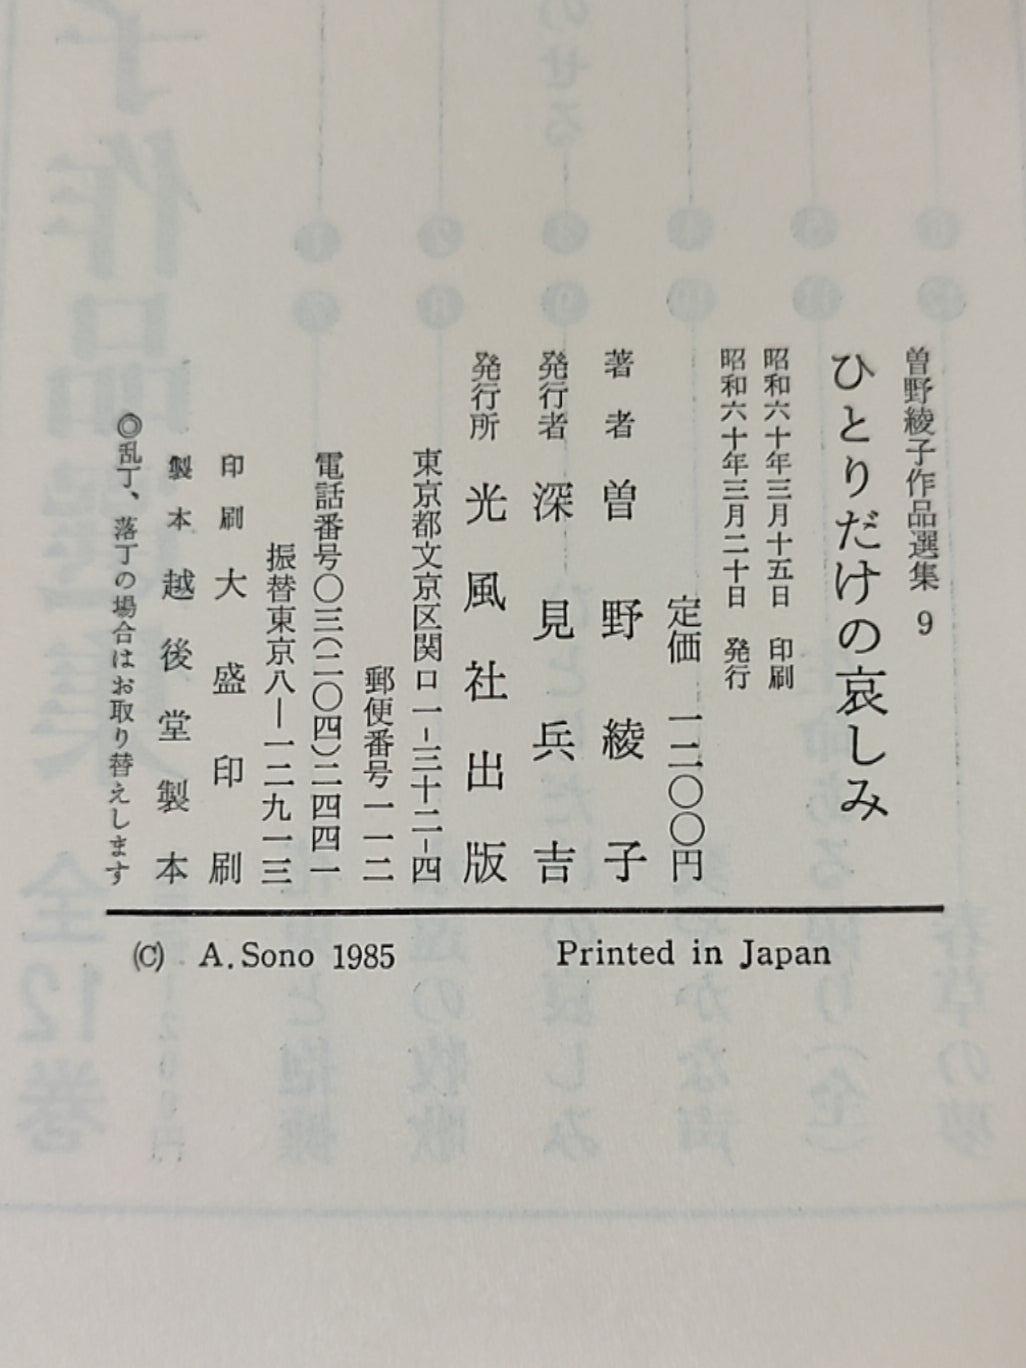 曽野綾子作品選集 9
ひとりだけの哀しみ
昭和六十年三月十五日 印刷
昭和六十年三月二十日 発行
定価 一二〇〇円
著者 曽野綾子
発行者 深見兵吉
発行所 光風社出版
東京都文京区関口一-三十二-四
郵便番号一一二
電話番号〇三(二〇四)二四四一
振替東京八―一二九一三
印刷 大盛印刷
製本 越後堂製本
◎乱丁、落丁の場合はお取り替えします
(C) A. Sono 1985 Printed in Japan